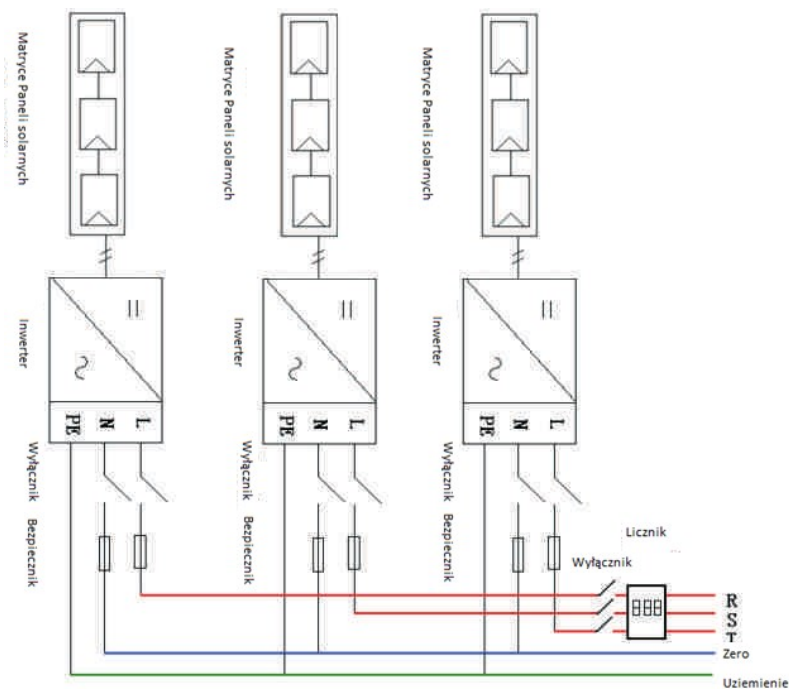 Matryce Paneli solarnych
Matryce Paneli solarnych
Matryce Paneli solarnych
Inwerter
Inwerter
Inwerter
PE N L
PE N L
PE N L
Wyłącznik
Wyłącznik
Wyłącznik
Bezpiecznik
Bezpiecznik
Bezpiecznik
Licznik
Wyłącznik
R
S
T
Zero
Uziemienie